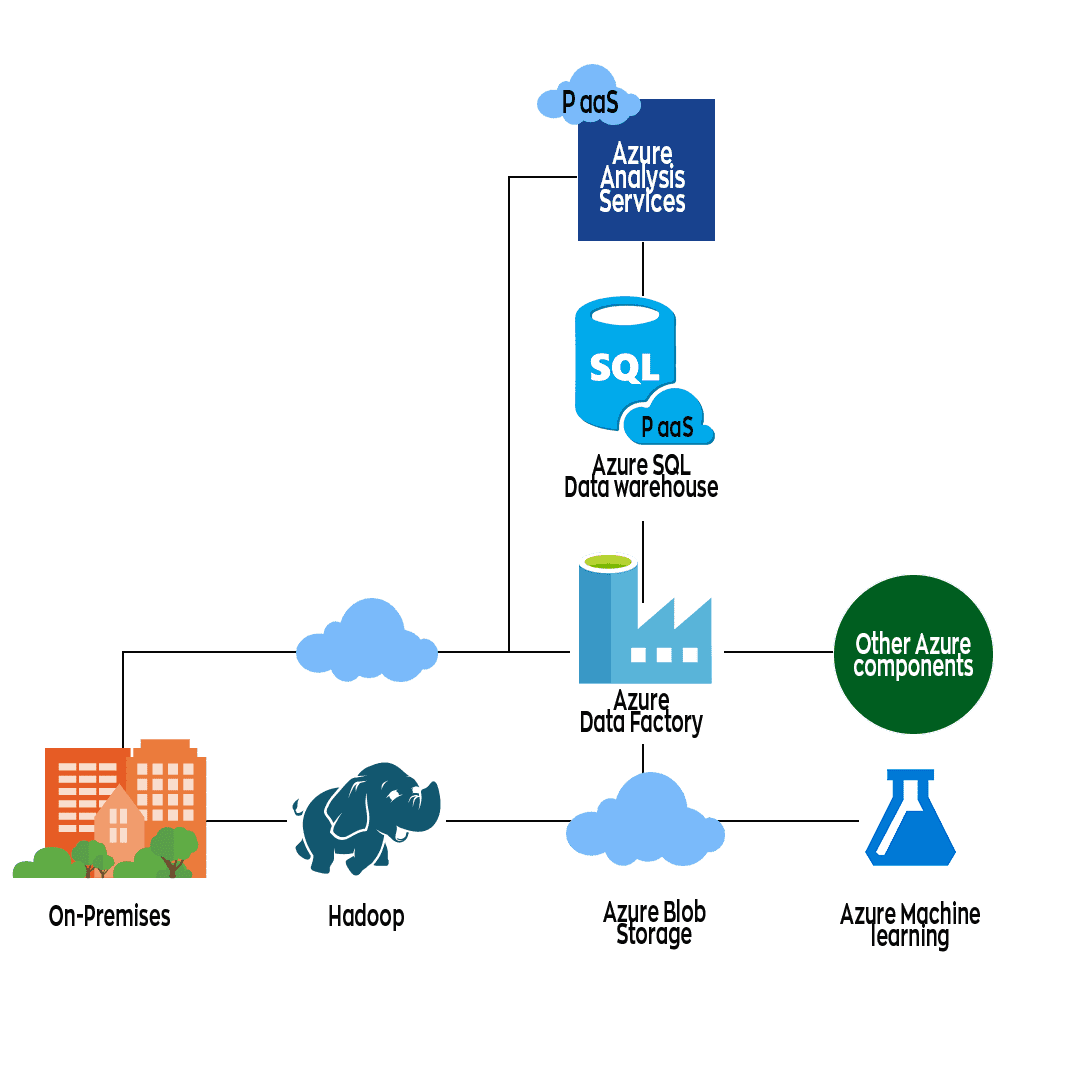 P aaS
Azure
Analysis
Services
SQL
P aaS
Azure SQL
Data warehouse
Other Azure
components
Azure
Data Factory
On-Premises
Hadoop
Azure Blob
Storage
Azure Machine
learning